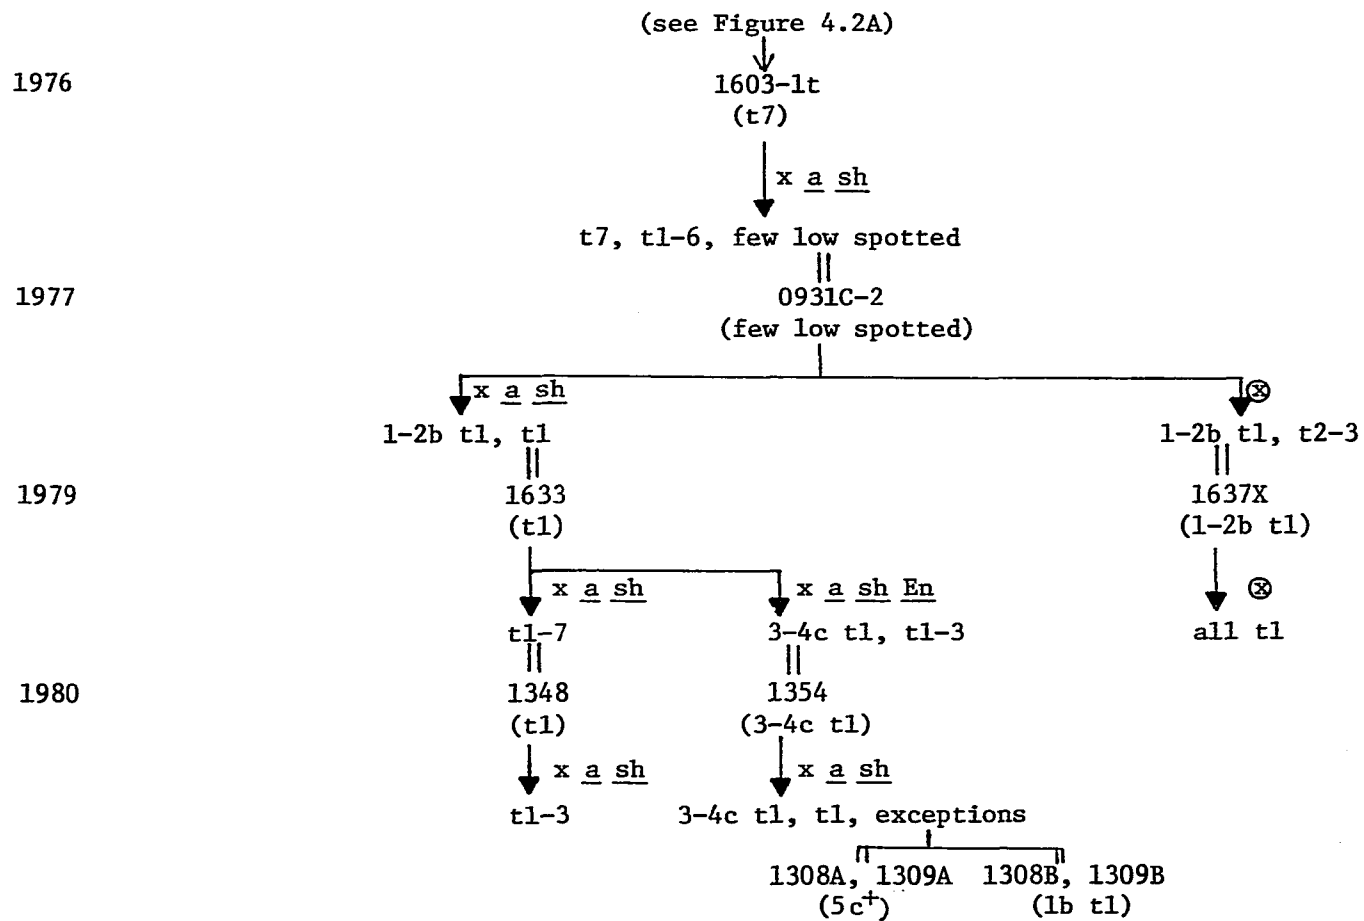 (see Figure 4.2A)
1976
1603-1t
(t7)
x a sh
t7, t1-6, few low spotted
1977
0931C-2
(few low spotted)
x a sh
ⓧ
1-2b t1, t1
1-2b t1, t2-3
1979
1633
1637X
(t1)
(1-2b t1)
x a sh
x a sh En
ⓧ
t1-7
3-4c t1, t1-3
all t1
1980
1348
1354
(t1)
(3-4c t1)
x a sh
x a sh
t1-3
3-4c t1, t1, exceptions
1308A, 1309A
1308B, 1309B
(5c⁺)
(1b t1)